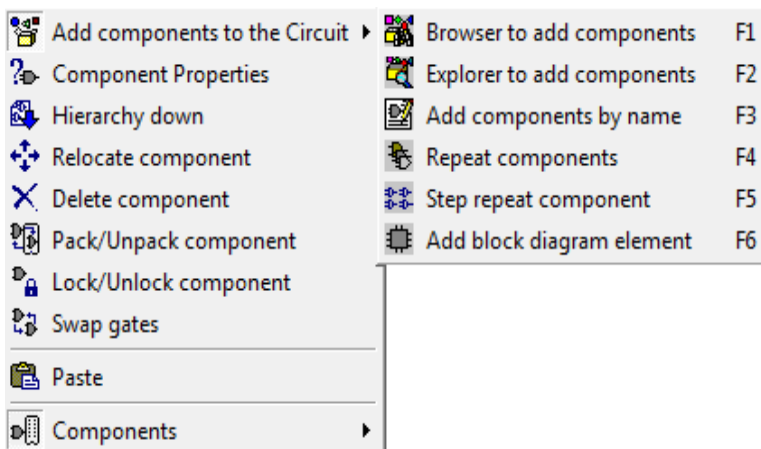 Add components to the Circuit
Component Properties
Hierarchy down
Relocate component
Delete component
Pack/Unpack component
Lock/Unlock component
Swap gates
Paste
Components
Browser to add components F1
Explorer to add components F2
Add components by name F3
Repeat components F4
Step repeat component F5
Add block diagram element F6